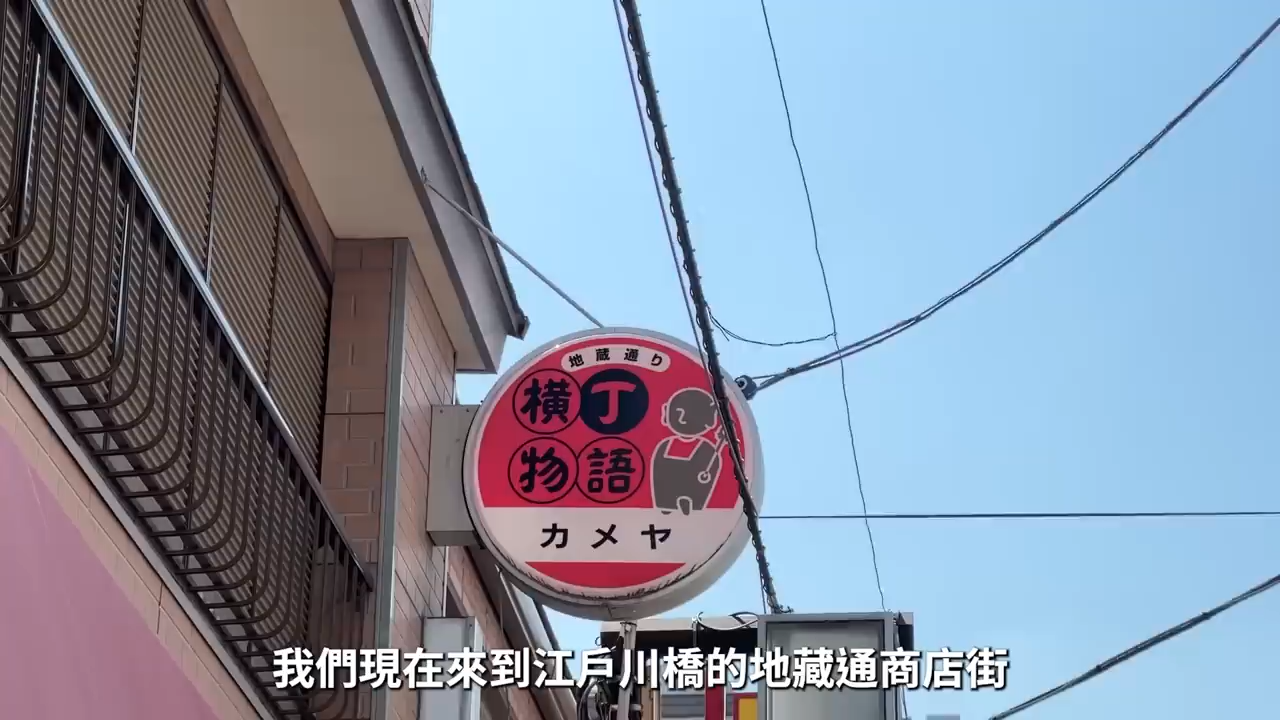 地蔵通り
横丁
物語
カメヤ
我們現在來到江戶川橋的地藏通商店街